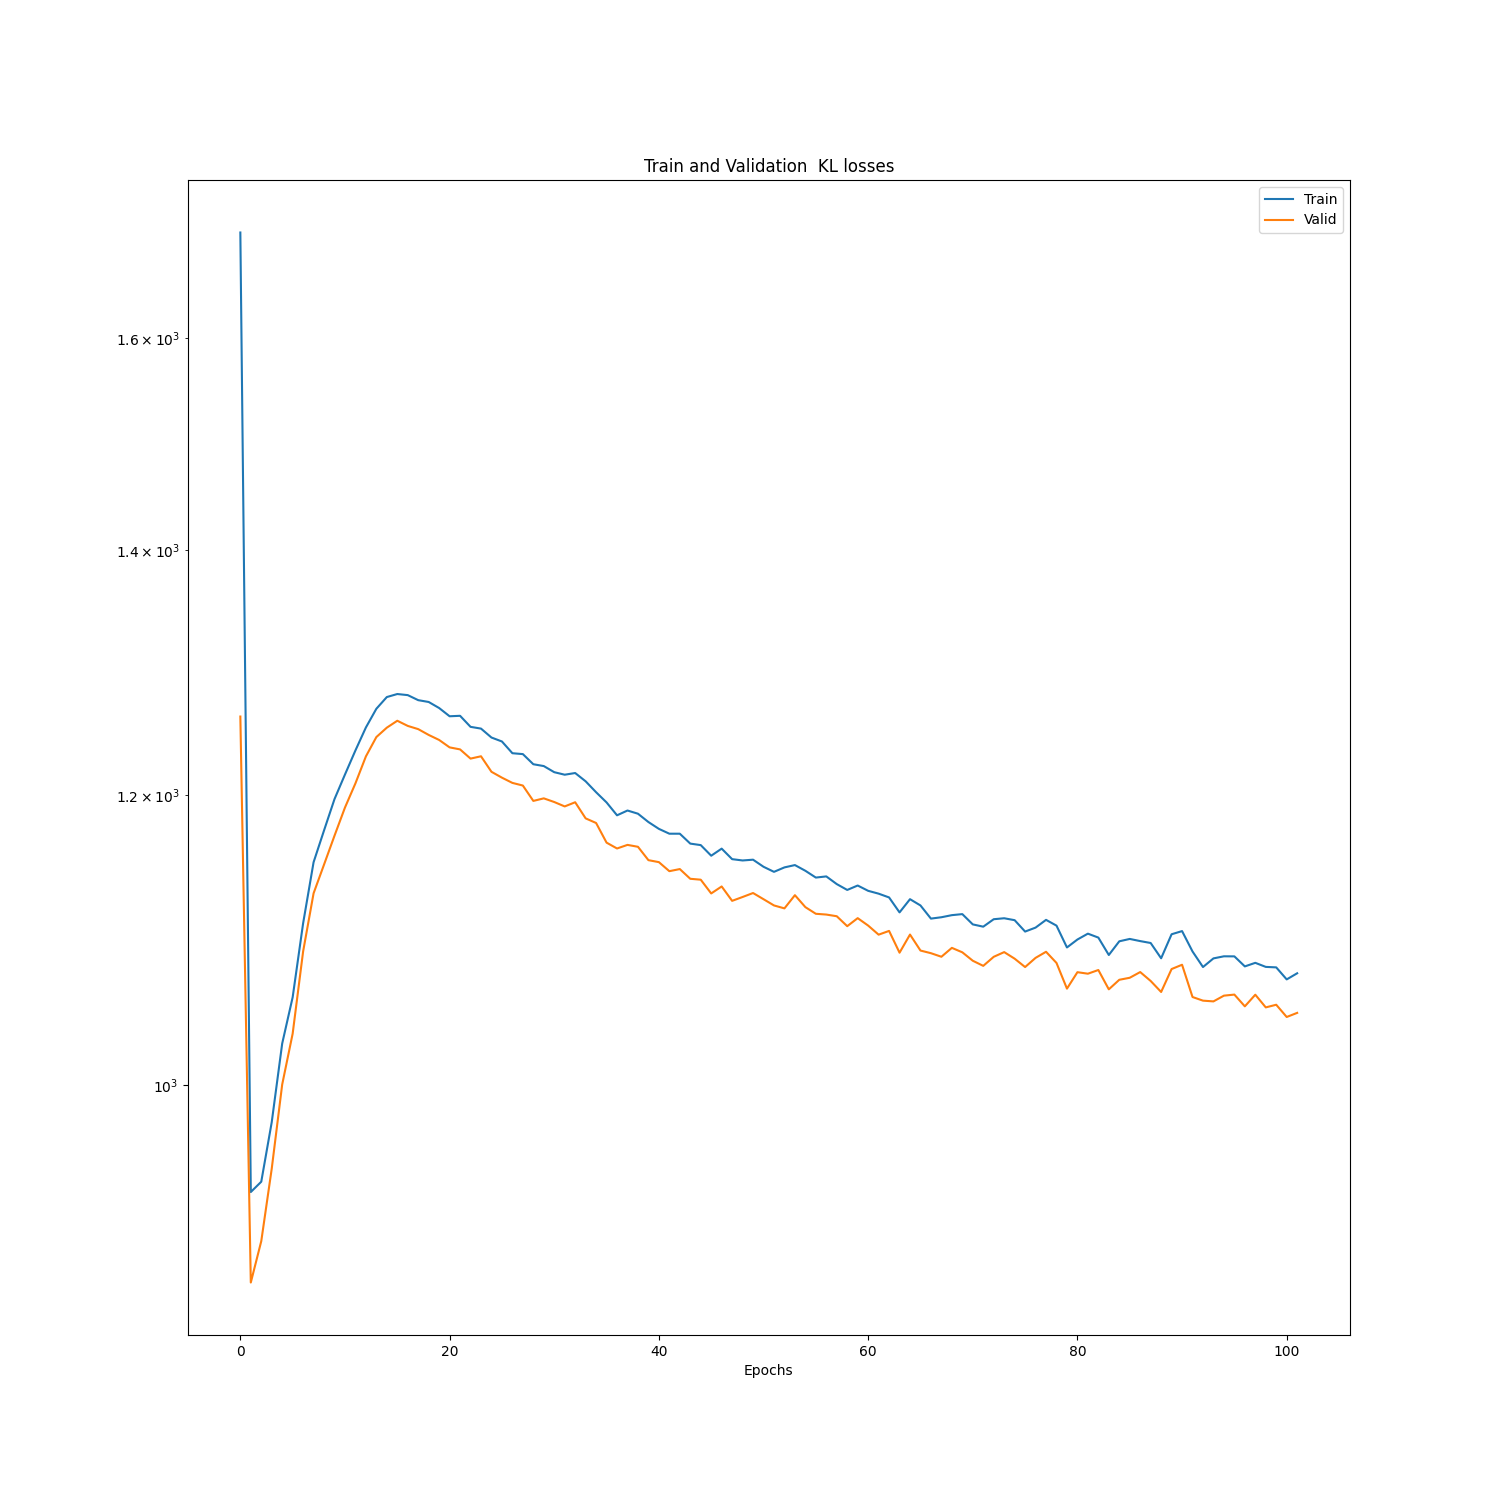 Train and Validation  KL losses
Train
Valid
1.6 × 10³
1.4 × 10³
1.2 × 10³
10³
0 20 40 60 80 100
Epochs